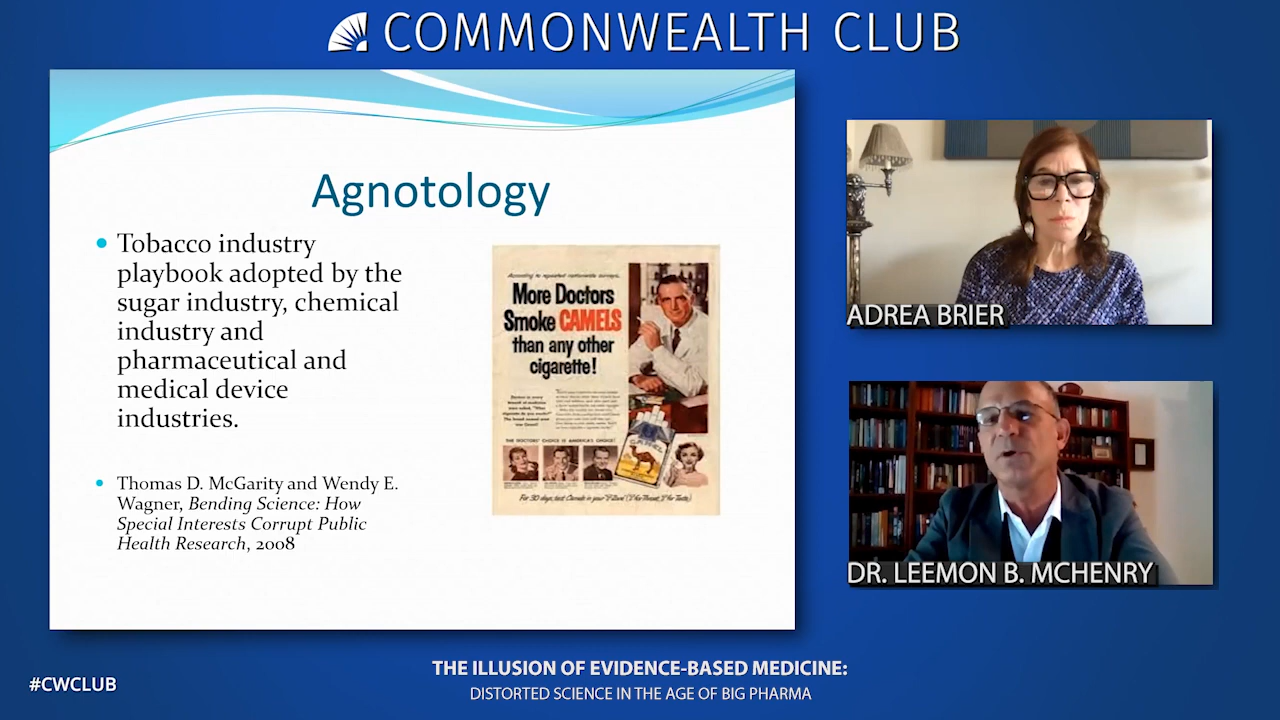 COMMONWEALTH CLUB
Agnotology
Tobacco industry
playbook adopted by the
sugar industry, chemical
industry and
pharmaceutical and
medical device
industries.
Thomas D. McGarity and Wendy E.
Wagner, Bending Science: How
Special Interests Corrupt Public
Health Research, 2008
According to repeated nationwide surveys,
More Doctors
Smoke CAMELS
than any other
cigarette!
THE DOCTORS' CHOICE IS AMERICA'S CHOICE!
CAMEL
For 30 days, test Camels in your "T-Zone" (T for Throat, T for Taste)
ADREA BRIER
DR. LEEMON B. MCHENRY
THE ILLUSION OF EVIDENCE-BASED MEDICINE:
#CWCLUB
DISTORTED SCIENCE IN THE AGE OF BIG PHARMA